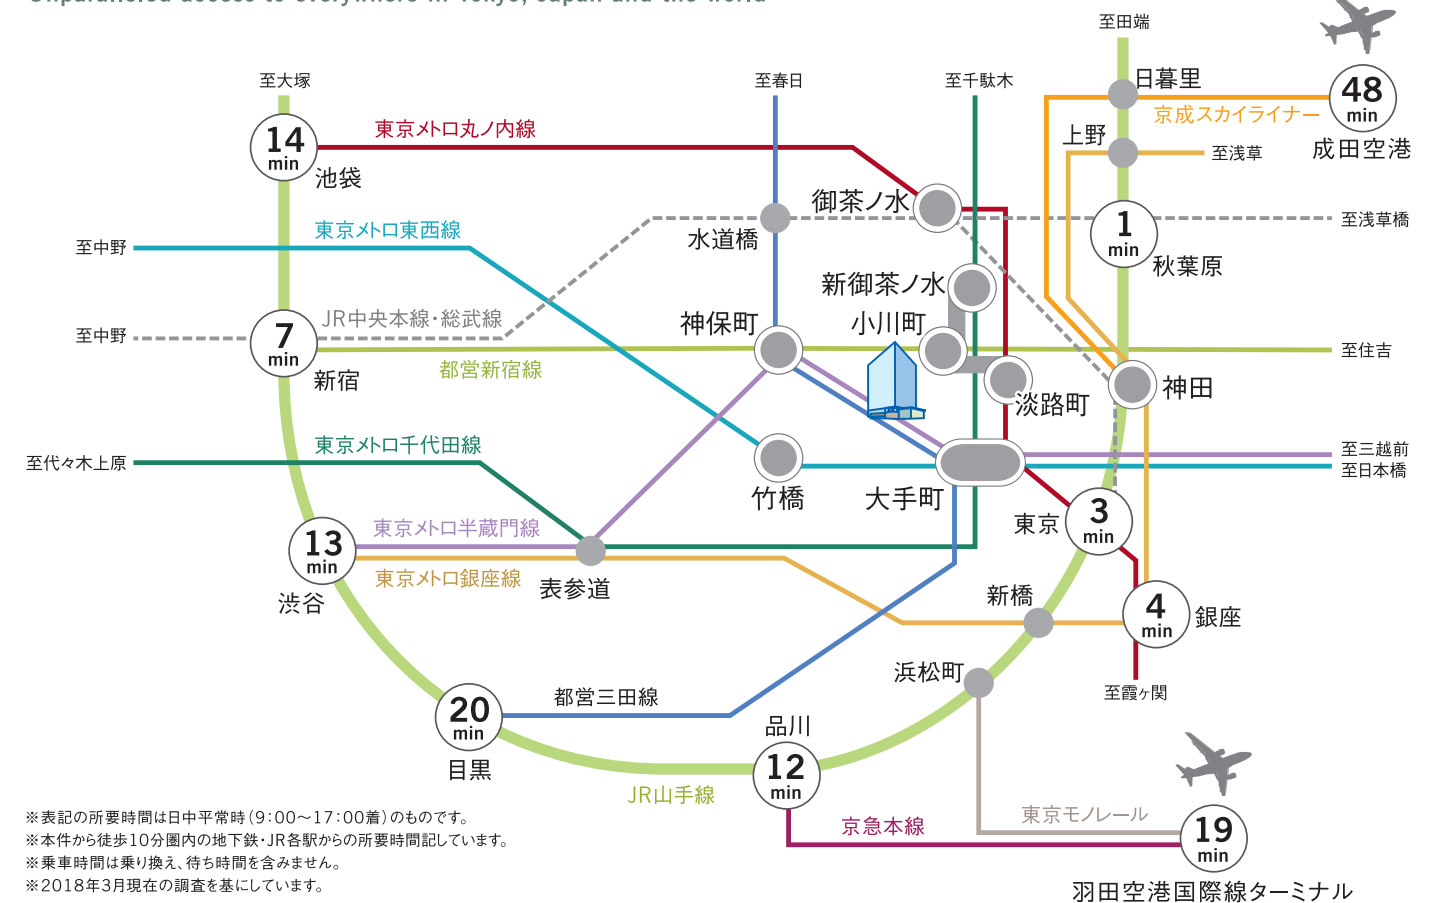 Unparalleled access to everywhere in Tokyo, Japan and the world
至田端
至大塚
至春日
至千駄木
日暮里
48
min
京成スカイライナー
成田空港
14
min
池袋
東京メトロ丸ノ内線
上野
至浅草
御茶ノ水
水道橋
至浅草橋
1
min
秋葉原
東京メトロ東西線
至中野
新御茶ノ水
JR中央本線・総武線
至中野
神保町
小川町
7
min
新宿
都営新宿線
至住吉
淡路町
神田
東京メトロ千代田線
至代々木上原
至三越前
至日本橋
竹橋
大手町
東京
3
min
13
min
渋谷
東京メトロ半蔵門線
東京メトロ銀座線
表参道
新橋
4
min
銀座
浜松町
至霞ヶ関
20
min
目黒
都営三田線
品川
12
min
JR山手線
京急本線
東京モノレール
19
min
羽田空港国際線ターミナル
※表記の所要時間は日中平常時（9:00〜17:00着）のものです。
※本件から徒歩10分圏内の地下鉄・JR各駅からの所要時間記しています。
※乗車時間は乗り換え、待ち時間を含みません。
※2018年3月現在の調査を基にしています。